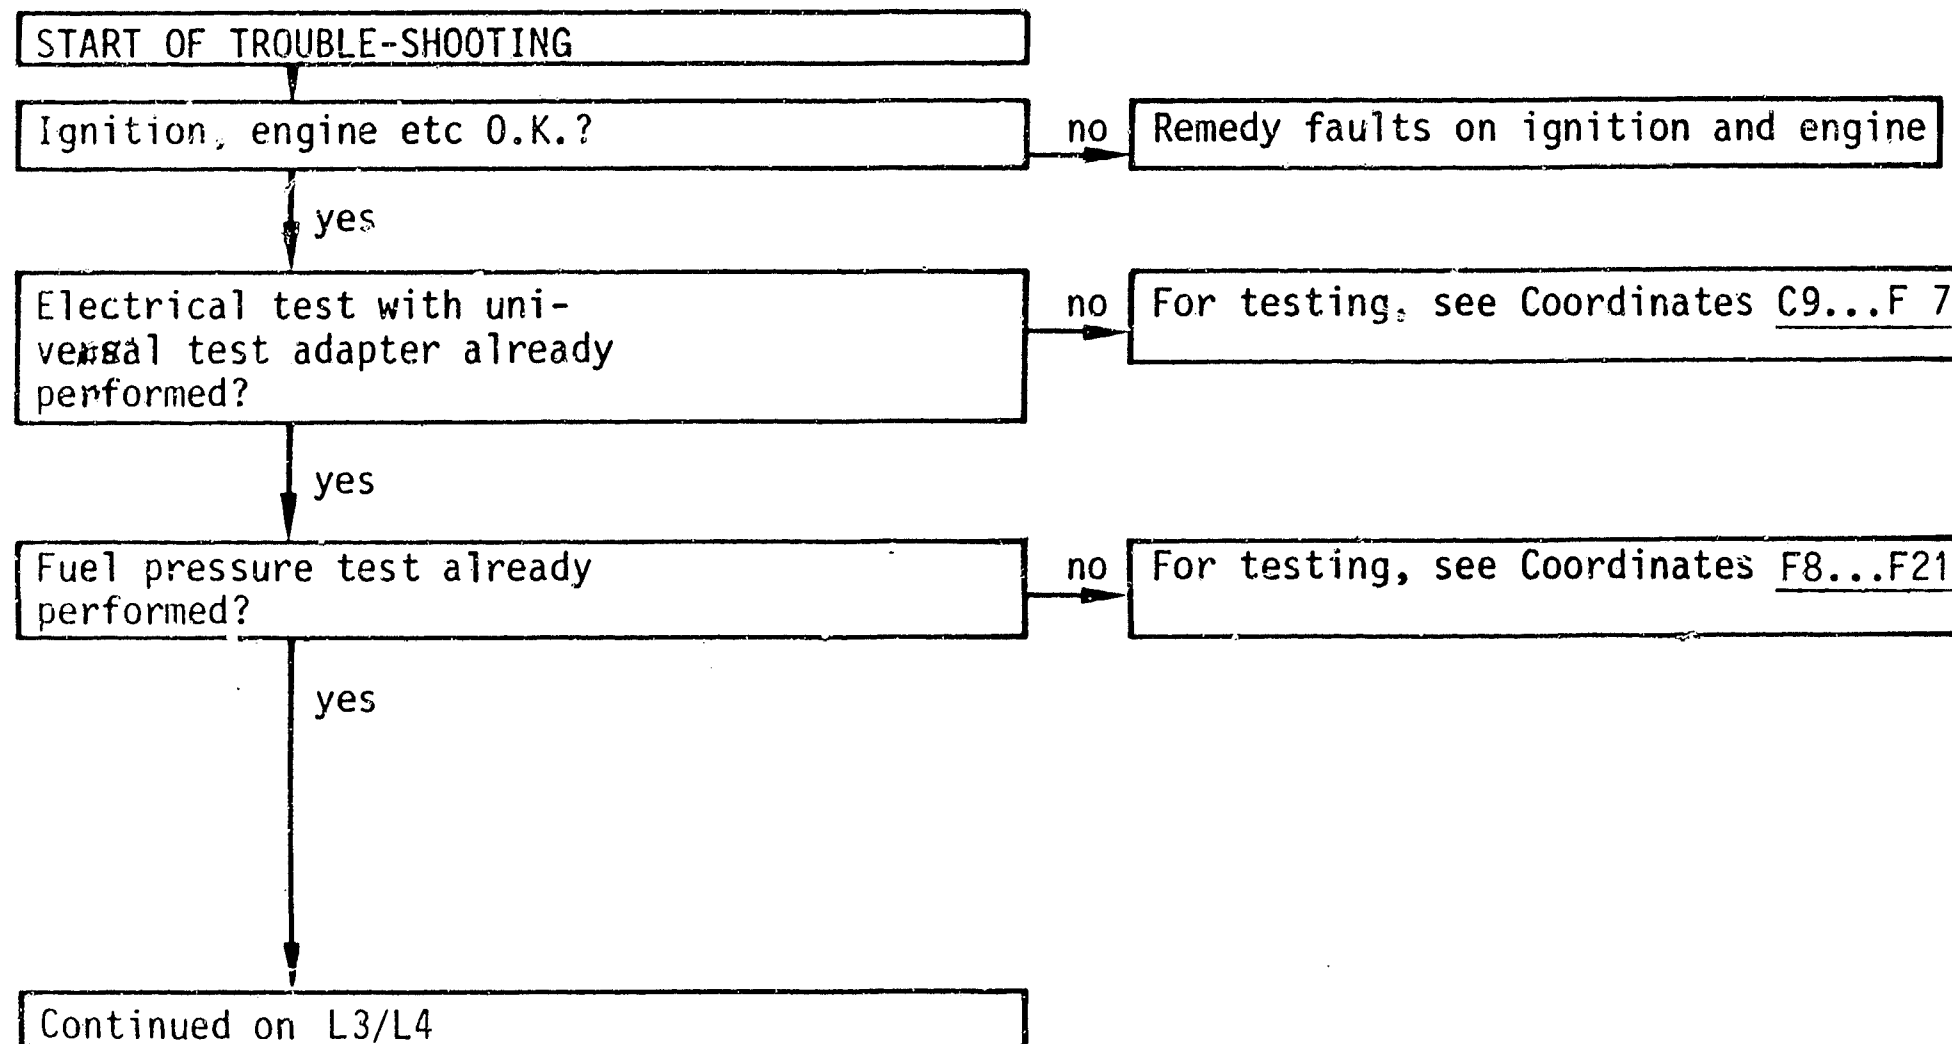 START OF TROUBLE-SHOOTING
Ignition, engine etc O.K.?
no
Remedy faults on ignition and engine
yes
Electrical test with uni-
versal test adapter already
performed?
no
For testing, see Coordinates C9...F 7
yes
Fuel pressure test already
performed?
no
For testing, see Coordinates F8...F21
yes
Continued on L3/L4